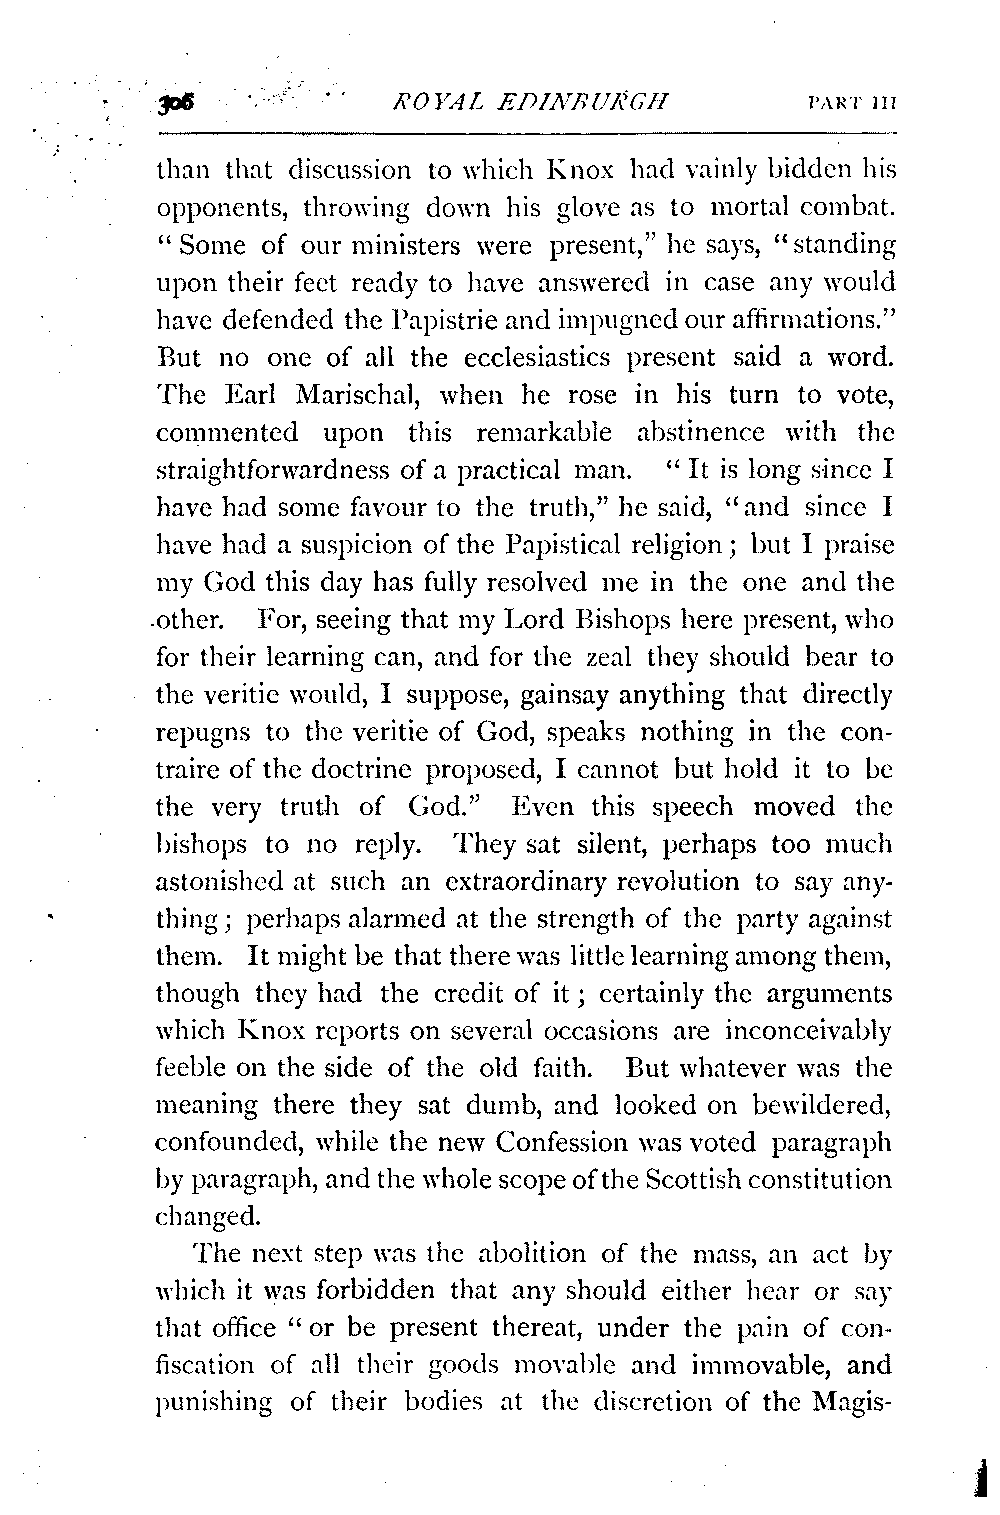 306 ROYAL EDINBURGH PART III
than that discussion to which Knox had vainly bidden his
opponents, throwing down his glove as to mortal combat.
“ Some of our ministers were present,” he says, “ standing
upon their feet ready to have answered in case any would
have defended the Papistrie and impugned our affirmations.”
But no one of all the ecclesiastics present said a word.
The Earl Marischal, when he rose in his turn to vote,
commented upon this remarkable abstinence with the
straightforwardness of a practical man. “ It is long since I
have had some favour to the truth,” he said, “ and since I
have had a suspicion of the Papistical religion ; but I praise
my God this day has fully resolved me in the one and the
other. For, seeing that my Lord Bishops here present, who
for their learning can, and for the zeal they should bear to
the veritie would, I suppose, gainsay anything that directly
repugns to the veritie of God, speaks nothing in the con-
traire of the doctrine proposed, I cannot but hold it to be
the very truth of God.” Even this speech moved the
bishops to no reply. They sat silent, perhaps too much
astonished at such an extraordinary revolution to say any-
thing ; perhaps alarmed at the strength of the party against
them. It might be that there was little learning among them,
though they had the credit of it ; certainly the arguments
which Knox reports on several occasions are inconceivably
feeble on the side of the old faith. But whatever was the
meaning there they sat dumb, and looked on bewildered,
confounded, while the new Confession was voted paragraph
by paragraph, and the whole scope of the Scottish constitution
changed.
The next step was the abolition of the mass, an act by
which it was forbidden that any should either hear or say
that office “ or be present thereat, under the pain of con-
fiscation of all their goods movable and immovable, and
punishing of their bodies at the discretion of the Magis-